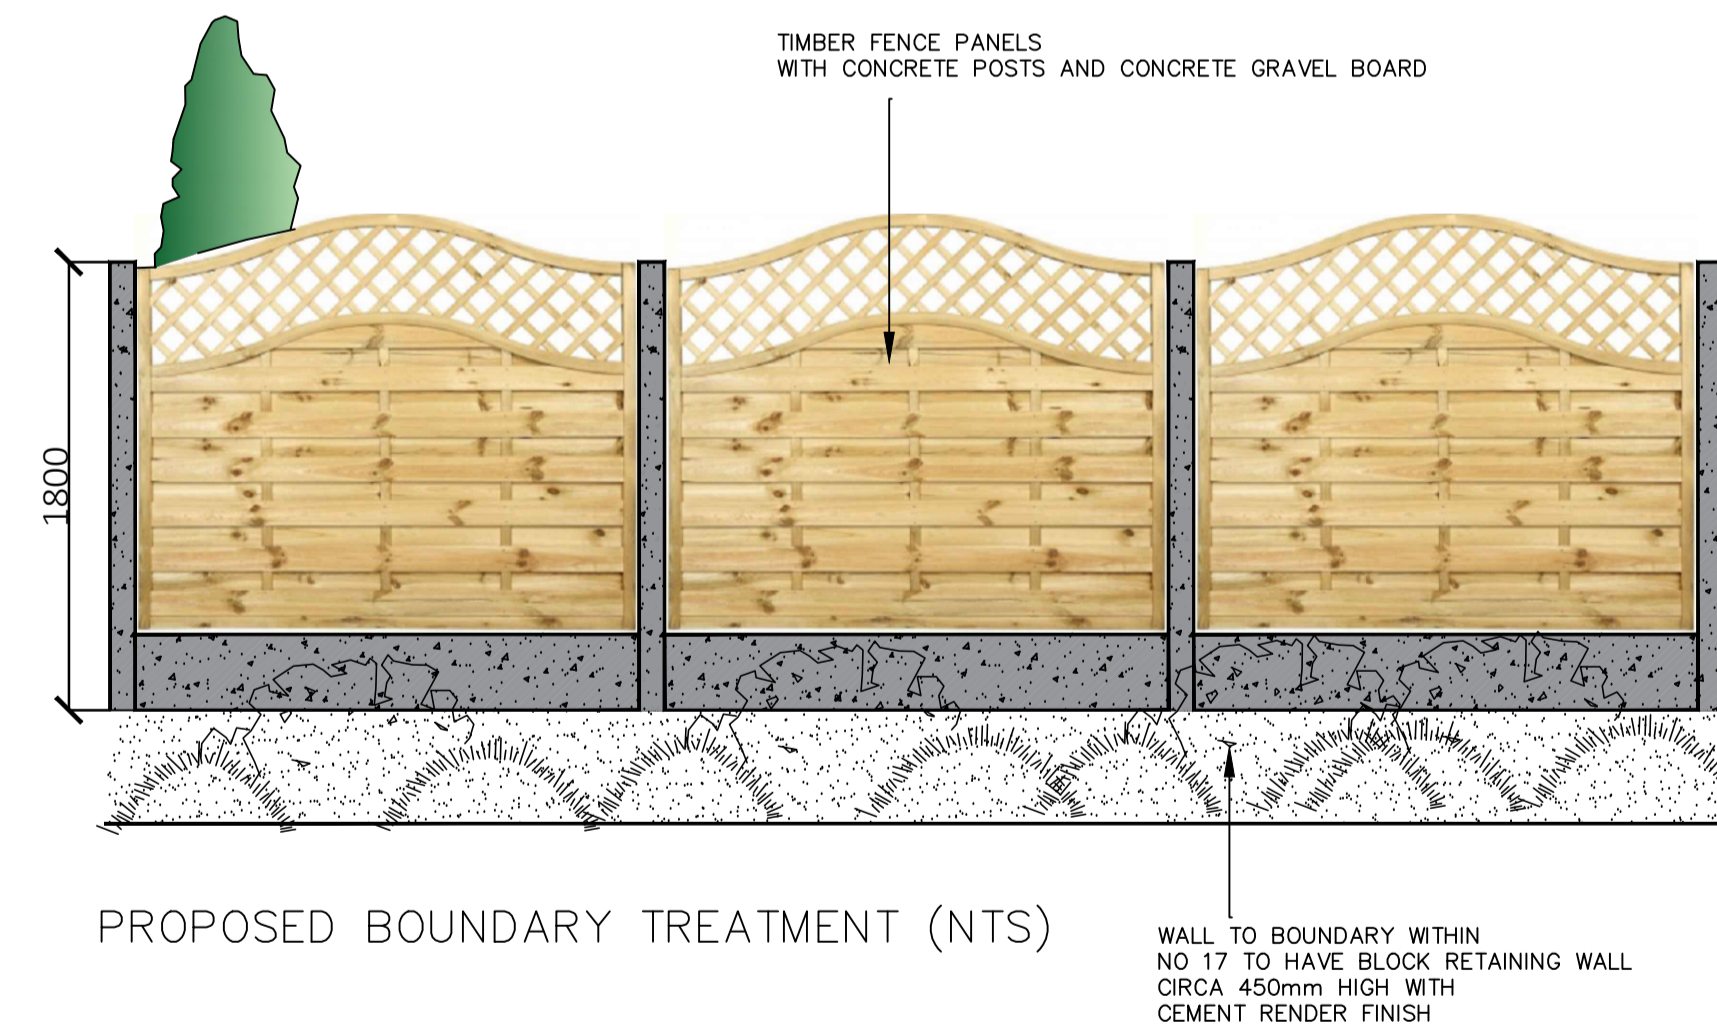 TIMBER FENCE PANELS
WITH CONCRETE POSTS AND CONCRETE GRAVEL BOARD
1800
PROPOSED BOUNDARY TREATMENT (NTS)
WALL TO BOUNDARY WITHIN
NO 17 TO HAVE BLOCK RETAINING WALL
CIRCA 450mm HIGH WITH
CEMENT RENDER FINISH